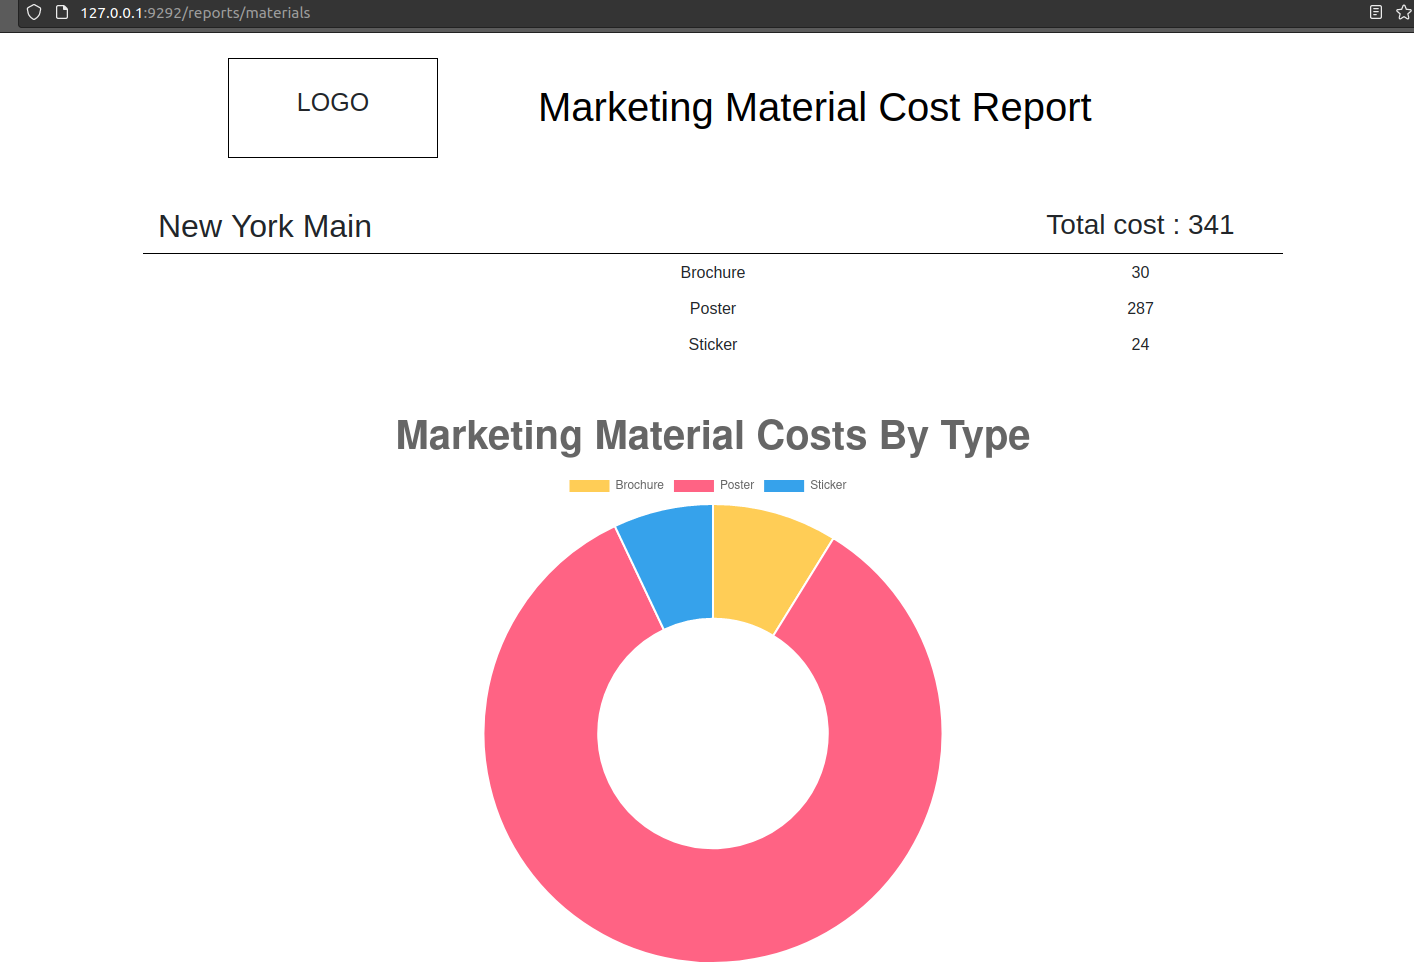 127.0.0.1:9292/reports/materials
LOGO
Marketing Material Cost Report
New York Main
Total cost : 341
Brochure 30
Poster 287
Sticker 24
Marketing Material Costs By Type
Brochure Poster Sticker